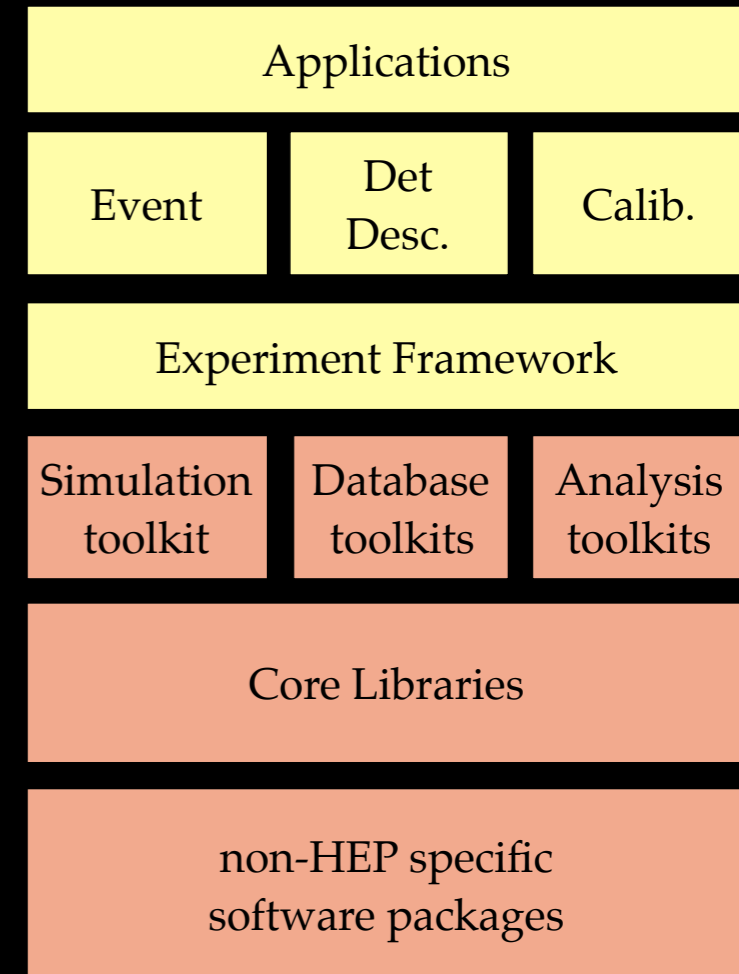 Applications
Event
Det
Desc.
Calib.
Experiment Framework
Simulation
toolkit
Database
toolkits
Analysis
toolkits
Core Libraries
non-HEP specific
software packages